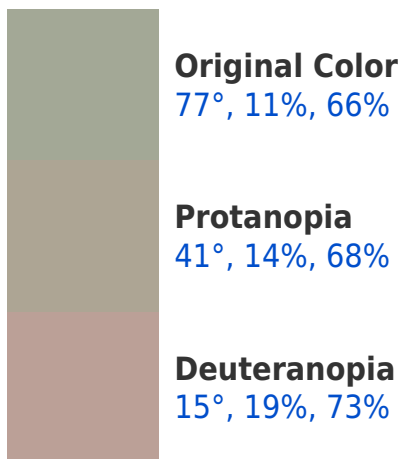 Original Color
77°, 11%, 66%
Protanopia
41°, 14%, 68%
Deuteranopia
15°, 19%, 73%